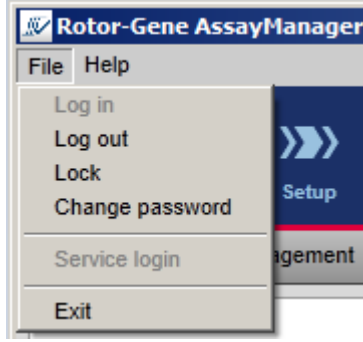 Rotor-Gene AssayManager
File Help
Log in
Log out
Lock
Change password
Service login
Exit
Setup
agement